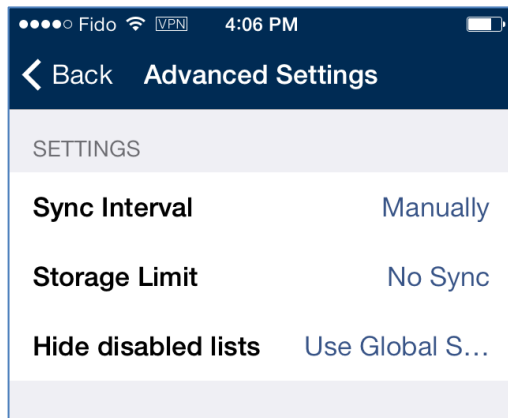 Fido VPN 4:06 PM
Back Advanced Settings
SETTINGS
Sync Interval Manually
Storage Limit No Sync
Hide disabled lists Use Global S...